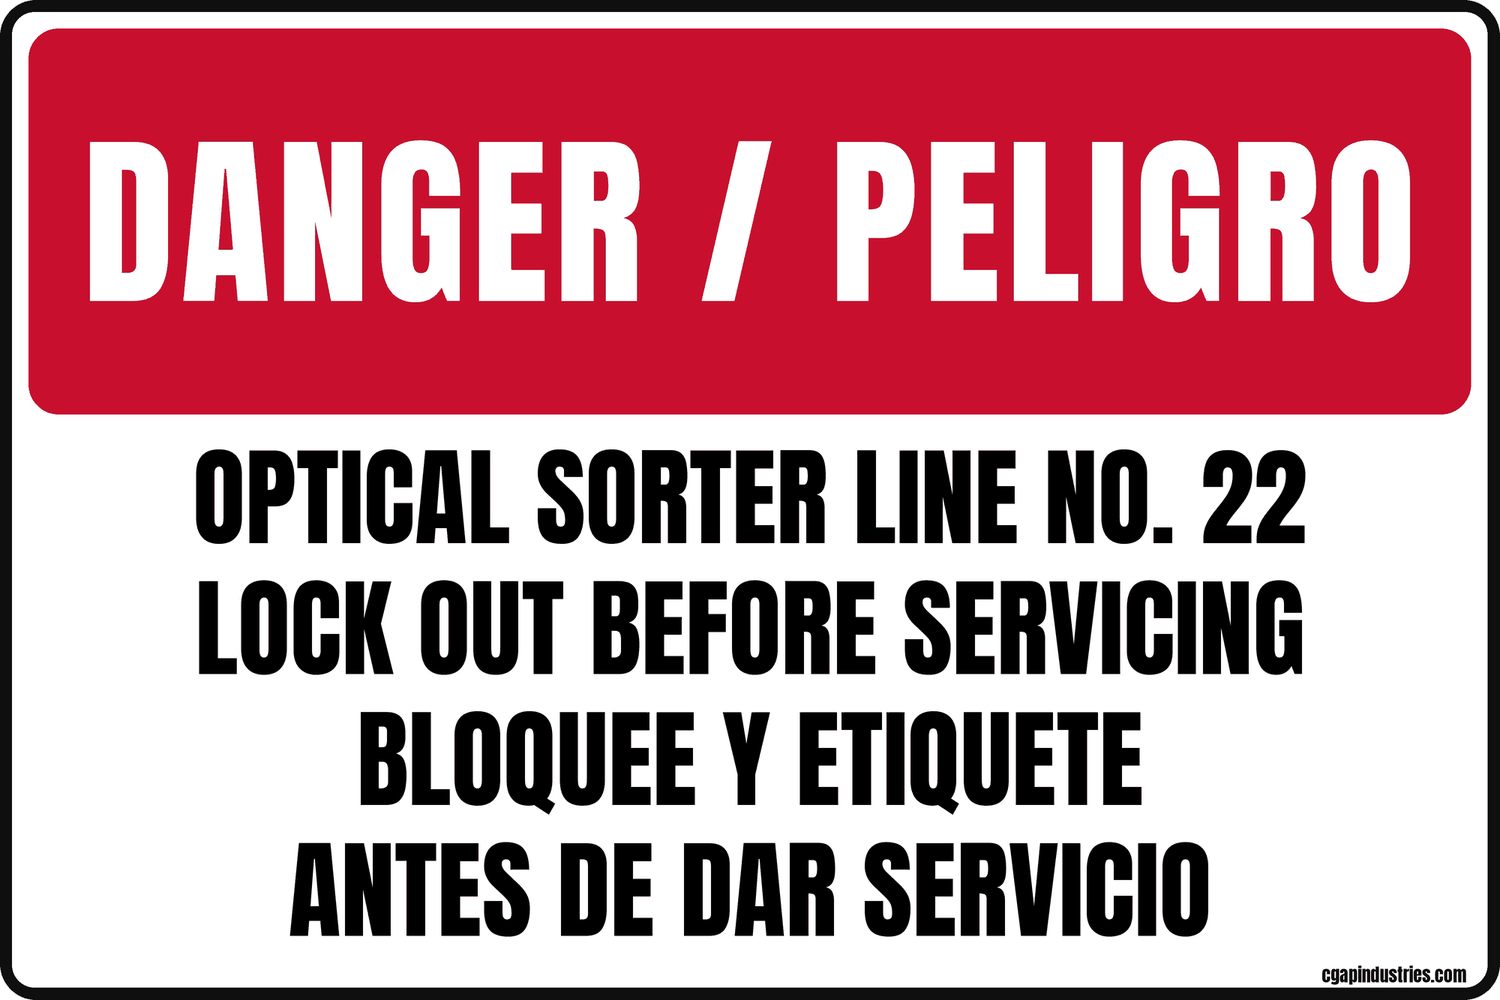 DANGER / PELIGRO
OPTICAL SORTER LINE NO. 22
LOCK OUT BEFORE SERVICING
BLOQUEE Y ETIQUETE
ANTES DE DAR SERVICIO
cgapindustries.com